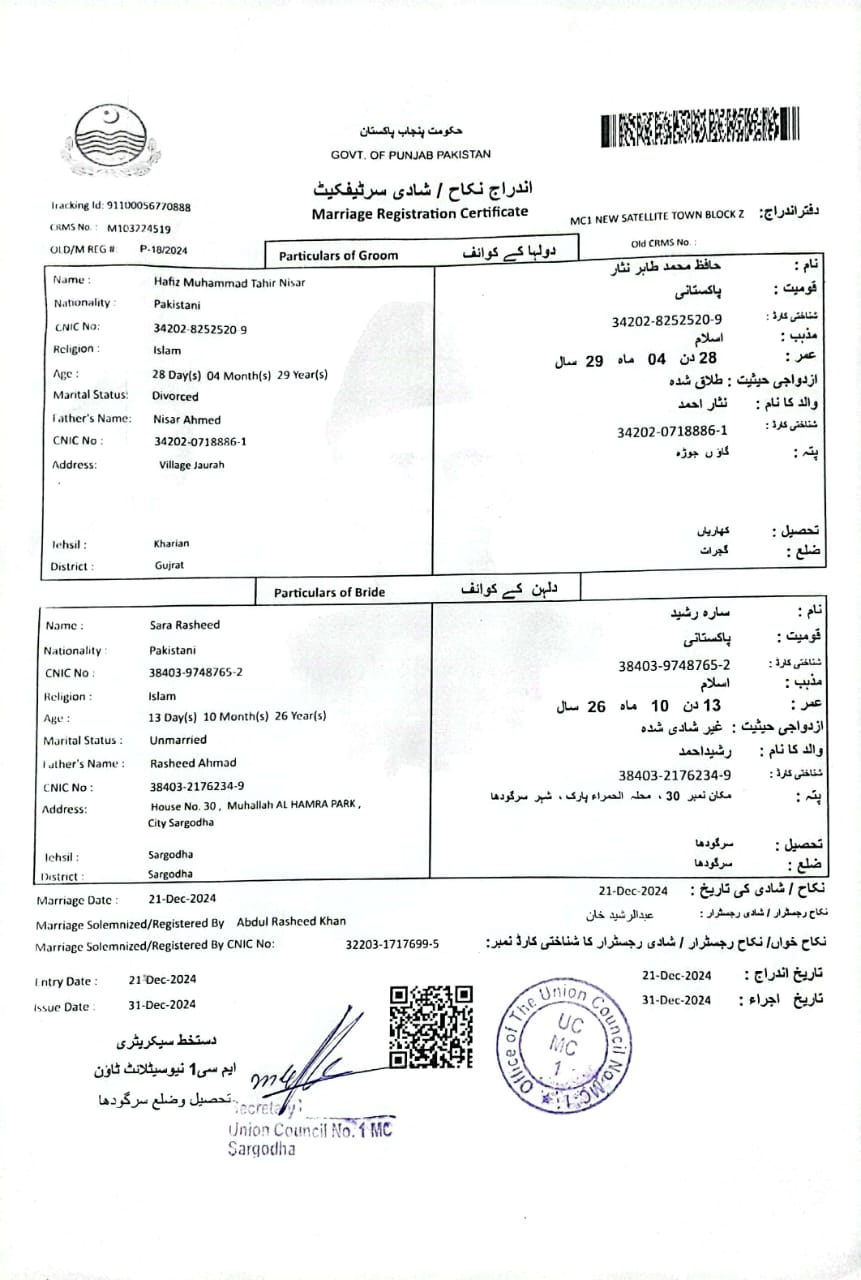 حکومت پنجاب پاکستان
GOVT. OF PUNJAB PAKISTAN
اندراج نکاح / شادی سرٹیفکیٹ
Marriage Registration Certificate
Tracking Id: 91100056770888
CRMS No. : M103224519
OLD/M REG #: P-18/2024
MC1 NEW SATELLITE TOWN BLOCK Z دفتراندراج:
Old CRMS No. :
Particulars of Groom دولہا کے کوائف
Name : Hafiz Muhammad Tahir Nisar نام : حافظ محمد طاہر نثار
Nationality : Pakistani قومیت : پاکستانی
CNIC No: 34202-8252520 9 شناختی کارڈ : 34202-8252520-9
Religion : Islam مذہب : اسلام
Age : 28 Day(s) 04 Month(s) 29 Year(s) عمر : 28 دن 04 ماہ 29 سال
Marital Status: Divorced ازدواجی حیثیت : طلاق شدہ
Father's Name: Nisar Ahmed والد کا نام : نثار احمد
CNIC No : 34202-0718886-1 شناختی کارڈ : 34202-0718886-1
Address: Village Jaurah پتہ : گاؤں جوڑہ
Tehsil : Kharian تحصیل : کھاریاں
District : Gujrat ضلع : گجرات
Particulars of Bride دلہن کے کوائف
Name : Sara Rasheed نام : سارہ رشید
Nationality : Pakistani قومیت : پاکستانی
CNIC No : 38403-9748765-2 شناختی کارڈ : 38403-9748765-2
Religion : Islam مذہب : اسلام
Age : 13 Day(s) 10 Month(s) 26 Year(s) عمر : 13 دن 10 ماہ 26 سال
Marital Status : Unmarried ازدواجی حیثیت : غیر شادی شدہ
Father's Name : Rasheed Ahmad والد کا نام : رشیداحمد
CNIC No : 38403-2176234-9 شناختی کارڈ : 38403-2176234-9
Address: House No. 30 , Muhallah AL HAMRA PARK , پتہ : مکان نمبر 30 ، محلہ الحمراء پارک ، شہر سرگودھا
City Sargodha
Tehsil : Sargodha تحصیل : سرگودھا
District : Sargodha ضلع : سرگودھا
Marriage Date : 21-Dec-2024 نکاح / شادی کی تاریخ : 21-Dec-2024
Marriage Solemnized/Registered By Abdul Rasheed Khan نکاح رجسٹرار / شادی رجسٹرار : عبدالرشید خان
Marriage Solemnized/Registered By CNIC No: 32203-1717699-5 نکاح خواں/ نکاح رجسٹرار / شادی رجسٹرار کا شناختی کارڈ نمبر:
Entry Date : 21-Dec-2024 تاریخ اندراج : 21-Dec-2024
Issue Date : 31-Dec-2024 تاریخ اجراء : 31-Dec-2024
دستخط سیکریٹری
ایم سی1 نیوسیٹلائٹ ٹاؤن
تحصیل وضلع سرگودھا
Secretary
Union Council No. 1 MC
Sargodha
Office of The Union Council No. MC-1
UC
MC
1